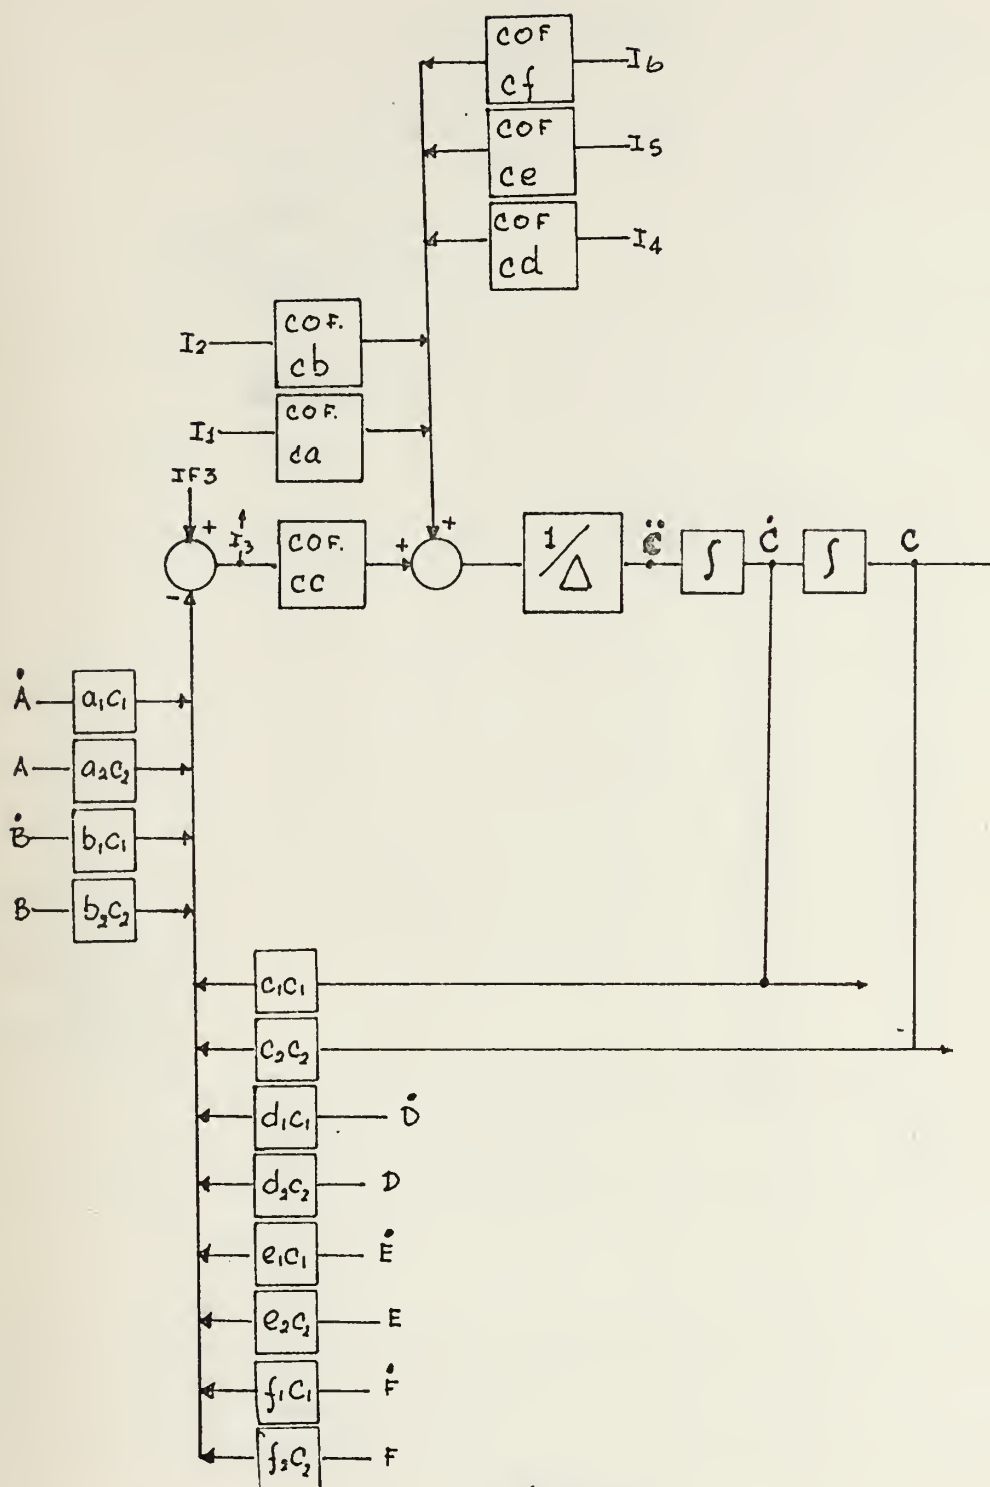 COF
cf
I6
COF
ce
I5
COF
cd
I4
I2
COF.
cb
I1
COF.
ca
IF3
+
I3
COF.
cc
+
+
1/Δ
C̈
∫
Ċ
∫
C
-
Ȧ
a₁c₁
A
a₂c₂
Ḃ
b₁c₁
B
b₂c₂
c₁c₁
c₂c₂
d₁c₁
Ḋ
d₂c₂
D
e₁c₁
Ė
e₂c₂
E
f₁c₁
Ḟ
f₂c₂
F